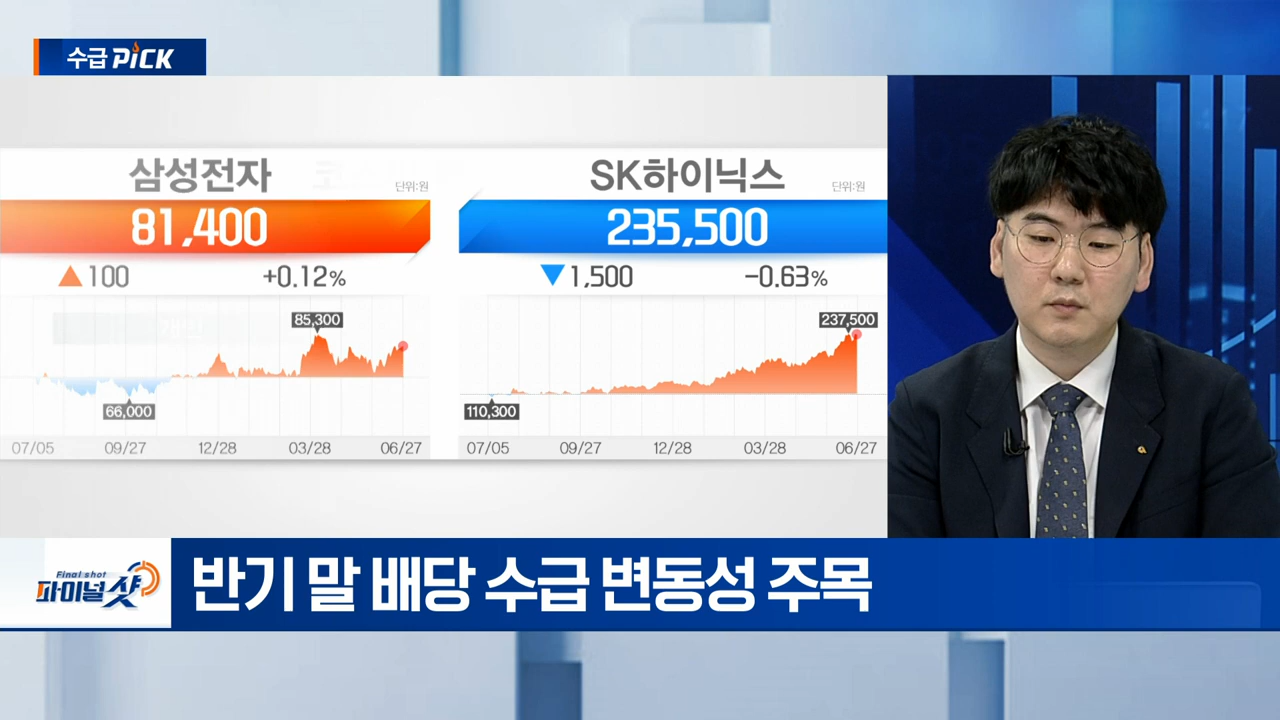 수급 PiCK
삼성전자
단위:원
81,400
▲100 +0.12%
85,300
66,000
07/05 09/27 12/28 03/28 06/27
SK하이닉스
단위:원
235,500
▼1,500 -0.63%
237,500
110,300
07/05 09/27 12/28 03/28 06/27
Final shot
파이널샷
반기 말 배당 수급 변동성 주목